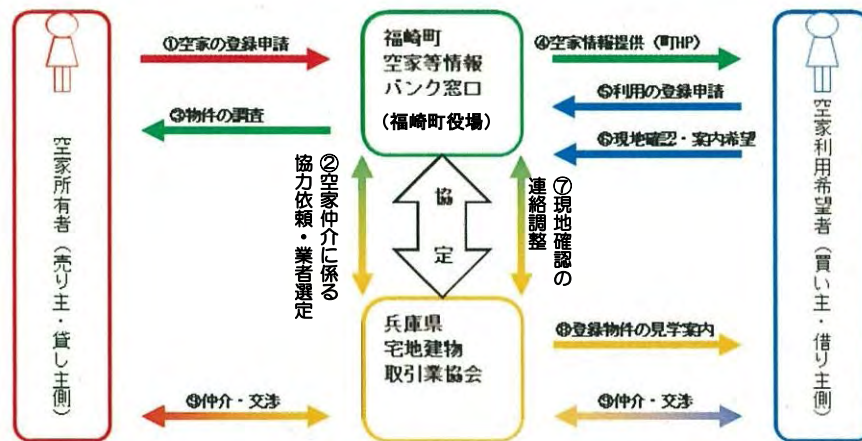 空家所有者（売り主・貸し主側）
①空家の登録申請
③物件の調査
②空家仲介に係る
協力依頼・業者選定
福崎町
空家等情報
バンク窓口
(福崎町役場)
協
定
④空家情報提供（町HP）
⑤利用の登録申請
⑥現地確認・案内希望
⑦現地確認の
連絡調整
兵庫県
宅地建物
取引業協会
⑧登録物件の見学案内
⑨仲介・交渉
⑨仲介・交渉
空家利用希望者（買い主・借り主側）